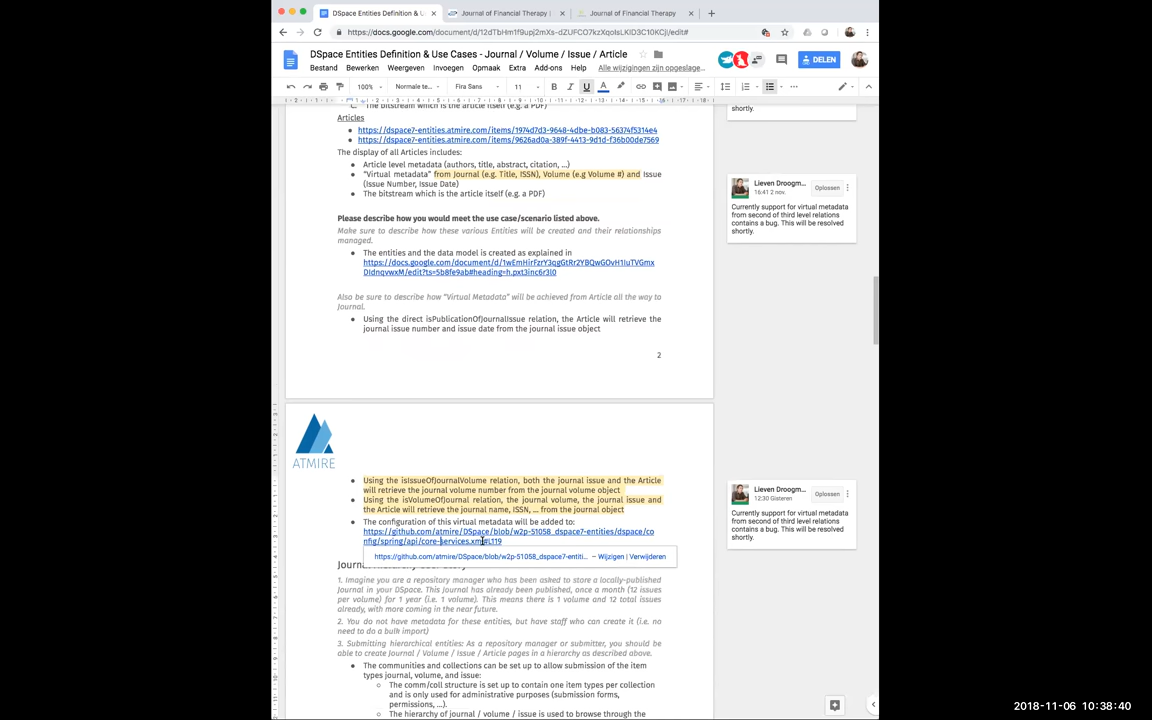 DSpace Entities Definition & U
Journal of Financial Therapy |
Journal of Financial Therapy
https://docs.google.com/document/d/
/edit#
DSpace Entities Definition & Use Cases - Journal / Volume / Issue / Article
DELEN
Bestand Bewerken Weergeven Invoegen Opmaak Extra Add-ons Help Alle wijzigingen zijn opgeslage...
100% Normale te... Fira Sans 11 B I U A
The bitstream which is the article itself (e.g. a PDF)
Articles
https://dspace7-entities.atmire.com/items/1974d7d3-9648-4dbe-b083-56374f5314e4
https://dspace7-entities.atmire.com/items/9626ad0a-389f-4413-9d1d-f36b00de7569
The display of all Articles includes:
Article level metadata (authors, title, abstract, citation, ...)
"Virtual metadata" from Journal (e.g. Title, ISSN), Volume (e.g Volume #) and Issue
(Issue Number, Issue Date)
The bitstream which is the article itself (e.g. a PDF)
Please describe how you would meet the use case/scenario listed above.
Make sure to describe how these various Entities will be created and their relationships
managed.
The entities and the data model is created as explained in
https://docs.google.com/document/d/1wEmHirFzrY3qgGtRr2YBQwGOvH1IuTVGmx
DIdnqvwxM/edit?ts=5b8fe9ab#heading=h.pxt3inc6r3l0
Also be sure to describe how "Virtual Metadata" will be achieved from Article all the way to
Journal.
Using the direct isPublicationOfJournalIssue relation, the Article will retrieve the
journal issue number and issue date from the journal issue object
2
ATMIRE
Using the isIssueOfJournalVolume relation, both the journal issue and the Article
will retrieve the journal volume number from the journal volume object
Using the isVolumeOfJournal relation, the journal volume, the journal issue and
the Article will retrieve the journal name, ISSN, ... from the journal object
The configuration of this virtual metadata will be added to:
https://github.com/atmire/DSpace/blob/w2p-51058_dspace7-entities/dspace/co
nfig/spring/api/core-services.xml#L119
https://github.com/atmire/DSpace/blob/w2p-51058_dspace7-entiti... – Wijzigen | Verwijderen
1. Imagine you are a repository manager who has been asked to store a locally-published
Journal in your DSpace. This Journal has already been published, once a month (12 issues
per volume) for 1 year (i.e. 1 volume). This means there is 1 volume and 12 total issues
already, with more coming in the near future.
2. You do not have metadata for these entities, but have staff who can create it (i.e. no
need to do a bulk import)
3. Submitting hierarchical entities: As a repository manager or submitter, you should be
able to create Journal / Volume / Issue / Article pages in a hierarchy as described above.
The communities and collections can be set up to allow submission of the item
types journal, volume, and issue:
The comm/coll structure is set up to contain one item types per collection
and is only used for administrative purposes (submission forms,
permissions, ...).
The hierarchy of journal / volume / issue is used to browse through the
shortly.
Lieven Droogm...
16:41 2 nov.
Oplossen
Currently support for virtual metadata
from second of third level relations
contains a bug. This will be resolved
shortly.
Lieven Droogm...
12:30 Gisteren
Oplossen
Currently support for virtual metadata
from second of third level relations
contains a bug. This will be resolved
shortly.
2018-11-06 10:38:40